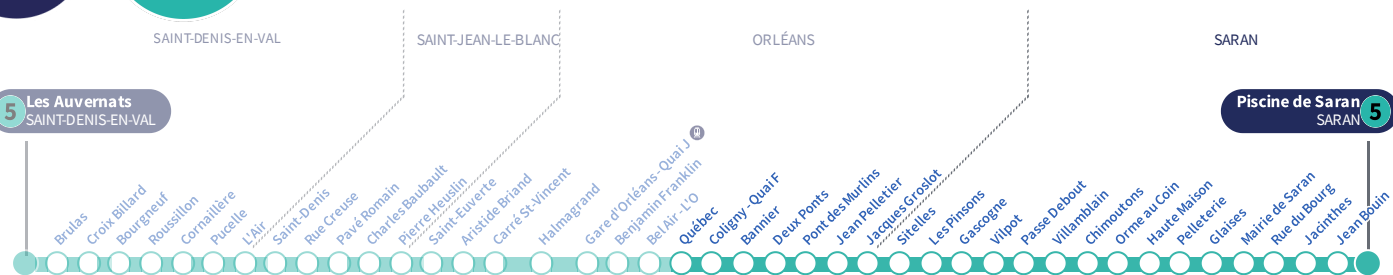 SAINT-DENIS-EN-VAL
SAINT-JEAN-LE-BLANC
ORLÉANS
SARAN
5
Les Auvernats
SAINT-DENIS-EN-VAL
Piscine de Saran
SARAN
5
Brulas
Croix Billard
Bourgneuf
Roussillon
Cornaillère
Pucelle
L'Air
Saint-Denis
Rue Creuse
Pavé Romain
Charles Baubault
Pierre Heuslin
Saint-Euverte
Aristide Briand
Carré St-Vincent
Halmagrand
Gare d'Orléans - Quai J
Benjamin Franklin
Bel Air - L'O
Québec
Coligny - Quai F
Bannier
Deux Ponts
Pont des Murlins
Jean Pelletier
Jacques Groslot
Sitelles
Les Pinsons
Gascogne
Vilpot
Passe Debout
Villamblain
Chimoutons
Orme au Coin
Haute Maison
Pelleterie
Glaises
Mairie de Saran
Rue du Bourg
Jacinthes
Jean Bouin